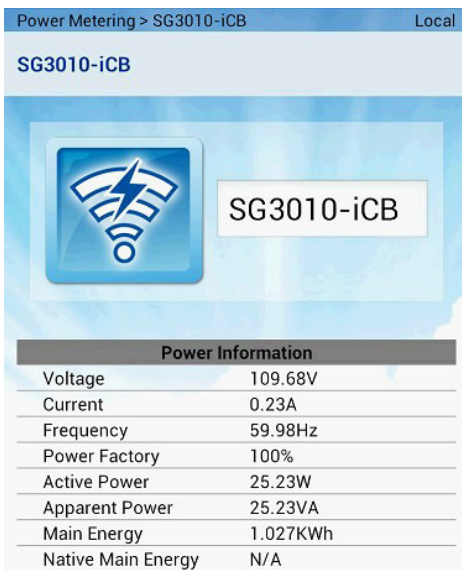 Power Metering > SG3010-iCB Local
SG3010-iCB
SG3010-iCB
Power Information
Voltage 109.68V
Current 0.23A
Frequency 59.98Hz
Power Factory 100%
Active Power 25.23W
Apparent Power 25.23VA
Main Energy 1.027KWh
Native Main Energy N/A